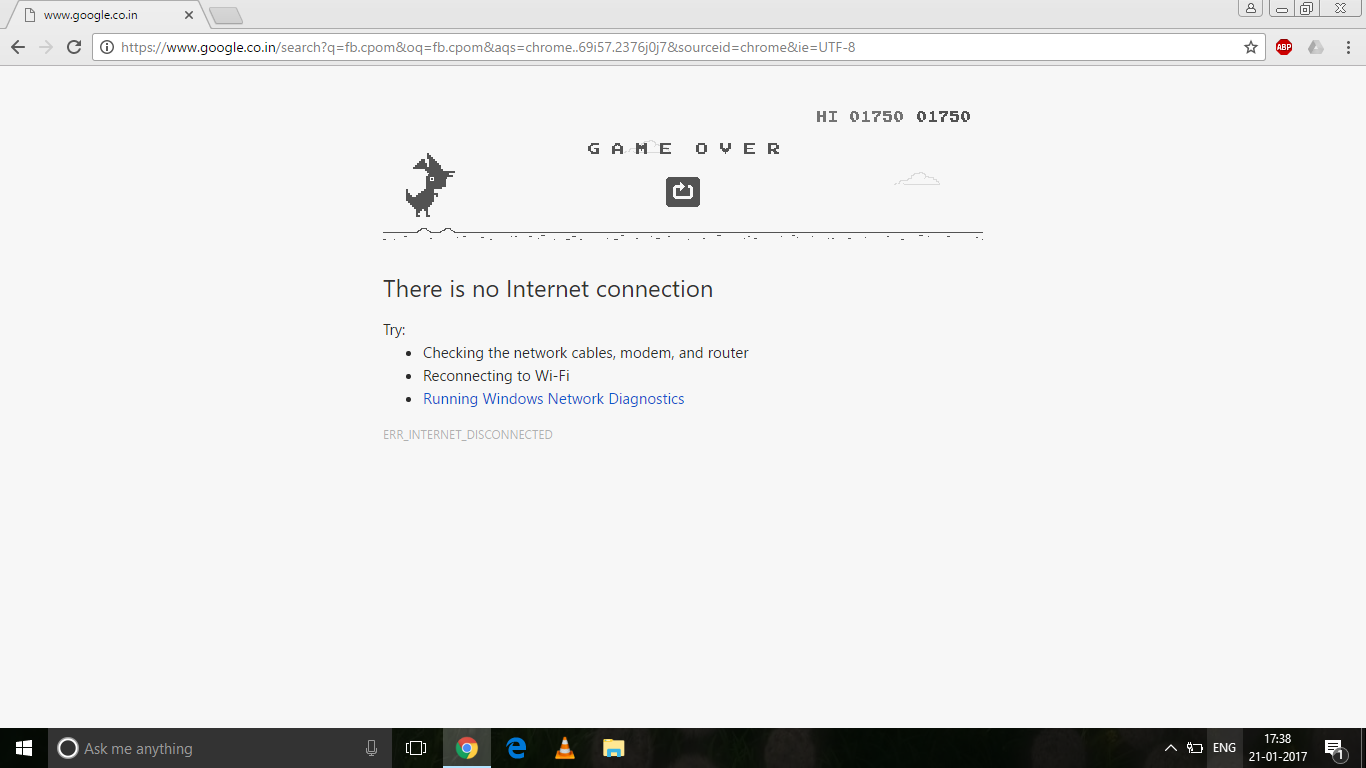 www.google.co.in
https://www.google.co.in/search?q=fb.cpom&oq=fb.cpom&aqs=chrome..69i57.2376j0j7&sourceid=chrome&ie=UTF-8
ABP
HI 01750 01750
GAME OVER
There is no Internet connection
Try:
Checking the network cables, modem, and router
Reconnecting to Wi-Fi
Running Windows Network Diagnostics
ERR_INTERNET_DISCONNECTED
Ask me anything
ENG
17:38
21-01-2017
1